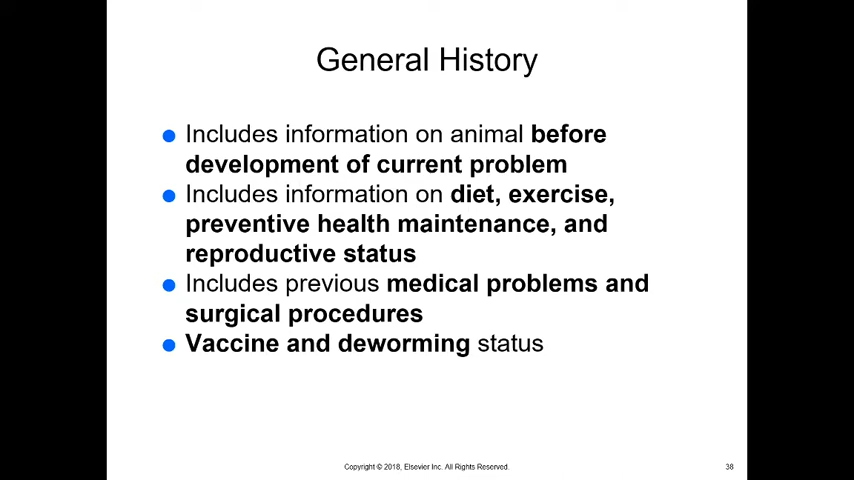 General History
● Includes information on animal before
development of current problem
● Includes information on diet, exercise,
preventive health maintenance, and
reproductive status
● Includes previous medical problems and
surgical procedures
● Vaccine and deworming status
Copyright © 2018, Elsevier Inc. All Rights Reserved.
38